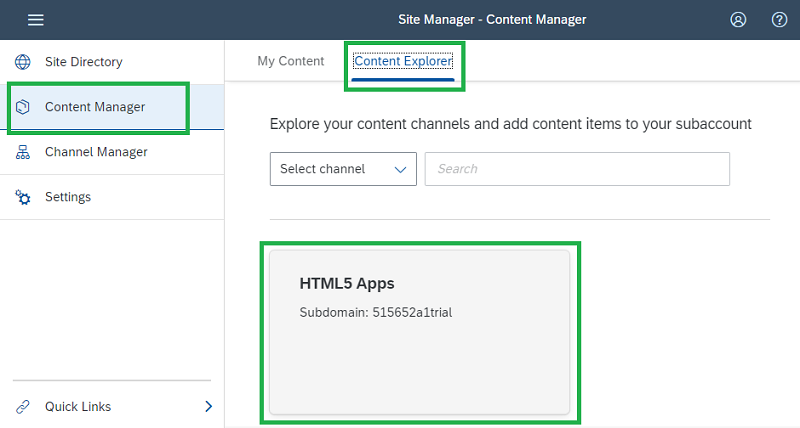 Site Manager - Content Manager
Site Directory
Content Manager
Channel Manager
Settings
Quick Links
My Content
Content Explorer
Explore your content channels and add content items to your subaccount
Select channel
Search
HTML5 Apps
Subdomain: 515652a1trial